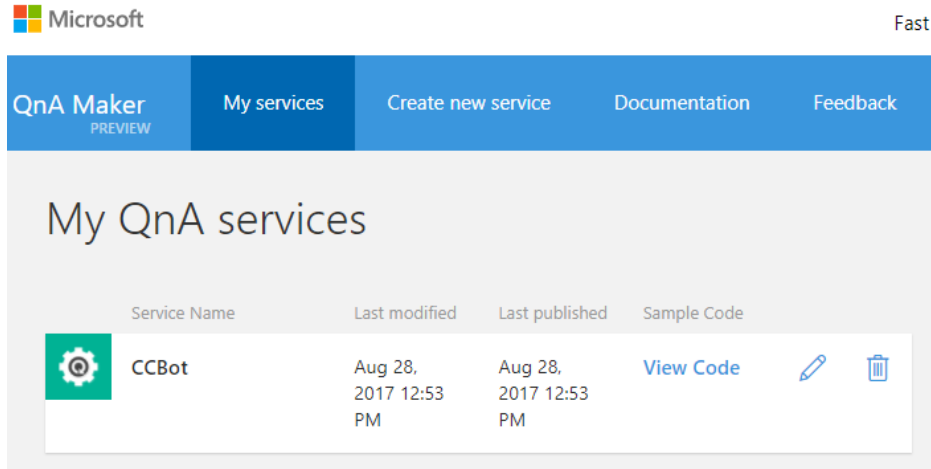 Microsoft
Fast
QnA Maker My services Create new service Documentation Feedback
PREVIEW
My QnA services
Service Name Last modified Last published Sample Code
CCBot Aug 28, Aug 28, View Code
2017 12:53 2017 12:53
PM PM